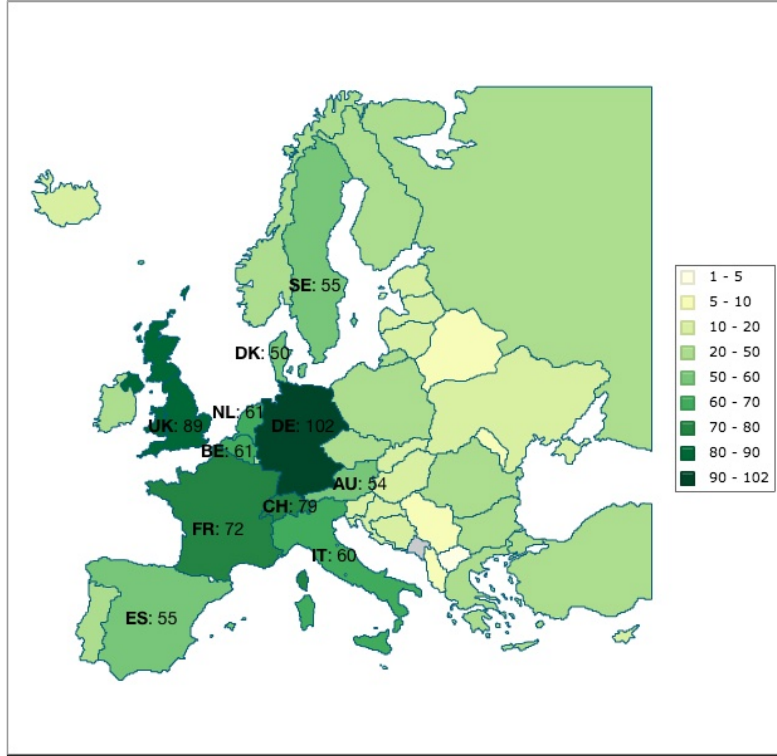 SE: 55
DK: 50
NL: 61
UK: 89
DE: 102
BE: 61
AU: 54
CH: 79
FR: 72
IT: 60
ES: 55
1 - 5
5 - 10
10 - 20
20 - 50
50 - 60
60 - 70
70 - 80
80 - 90
90 - 102